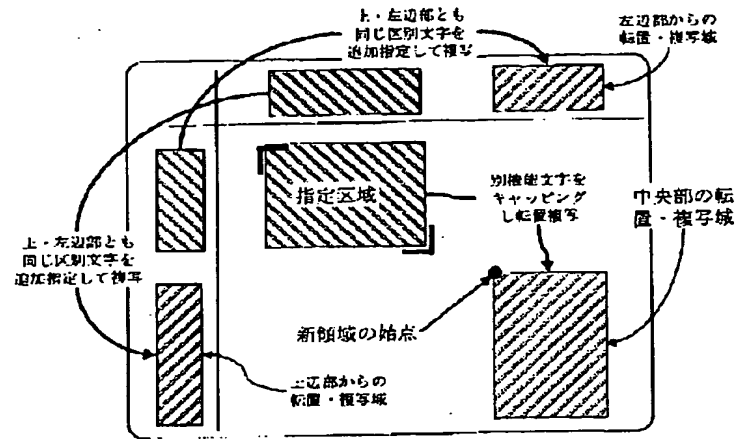 上・左辺部とも
同じ区別文字を
追加指定して複写
左辺部からの
転置・複写域
指定区域
別機能文字を
キャッピング
し転置複写
中央部の転
置・複写域
上・左辺部とも
同じ区別文字を
追加指定して複写
新領域の始点
上辺部からの
転置・複写域